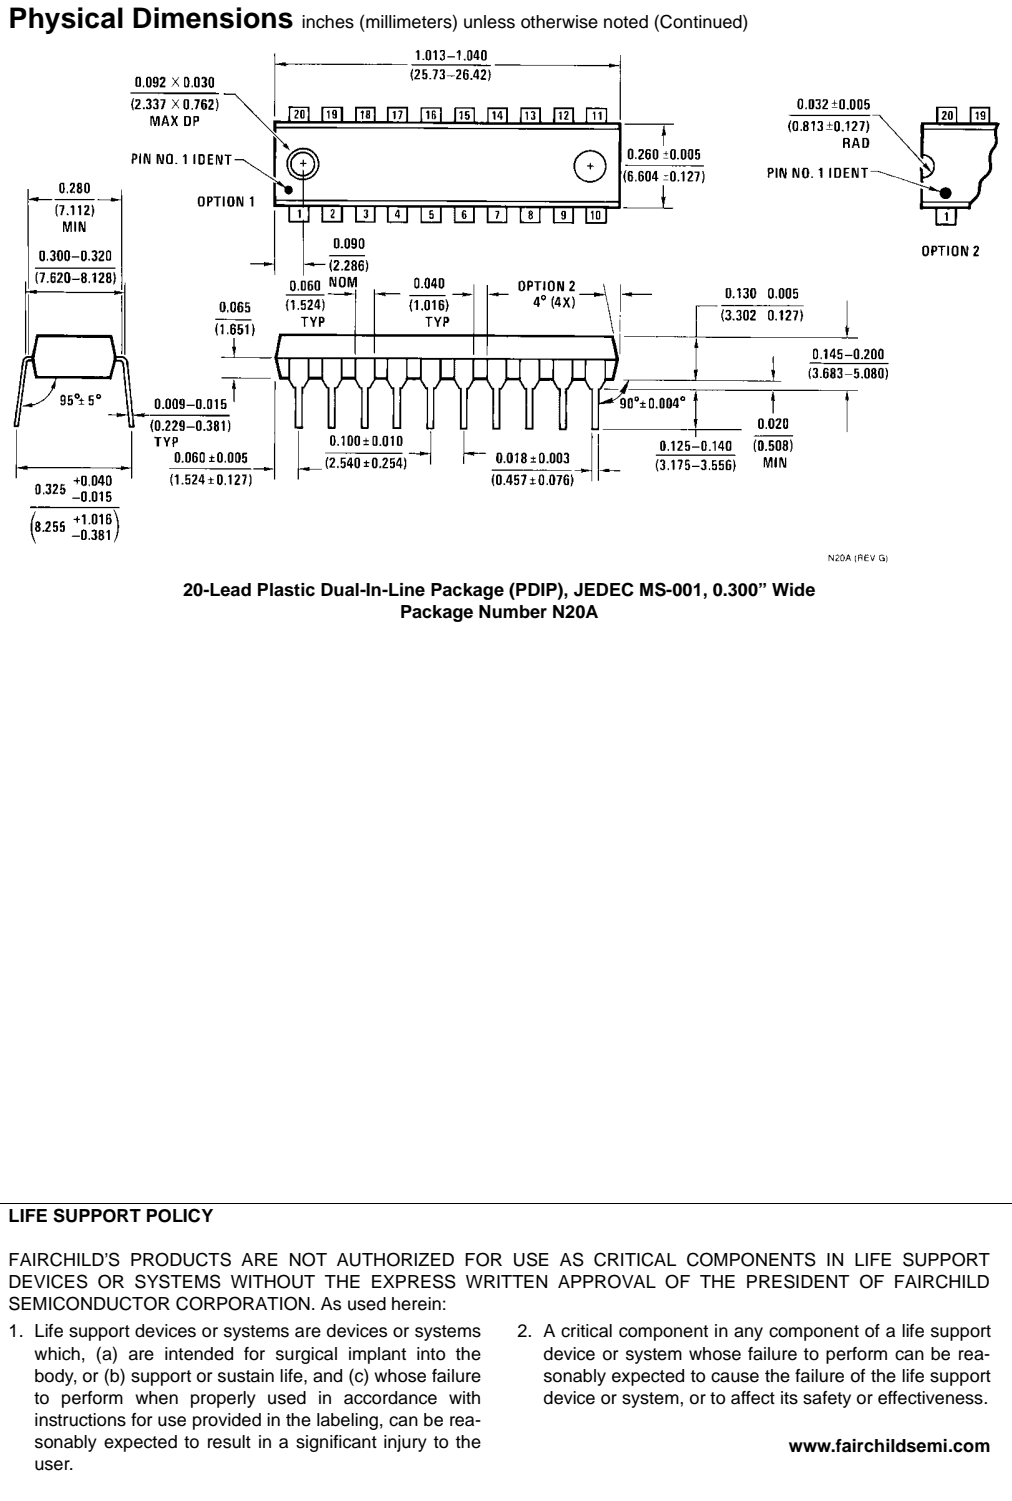 Physical Dimensions inches (millimeters) unless otherwise noted (Continued)
1.013–1.040
(25.73–26.42)
0.092 × 0.030
(2.337 × 0.762)
MAX DP
PIN NO. 1 IDENT
OPTION 1
20 19 18 17 16 15 14 13 12 11
1 2 3 4 5 6 7 8 9 10
0.260 ±0.005
(6.604 ±0.127)
0.032 ±0.005
(0.813 ±0.127)
RAD
PIN NO. 1 IDENT
20 19
1
OPTION 2
0.280
(7.112)
MIN
0.300–0.320
(7.620–8.128)
0.090
(2.286)
NOM
0.060
(1.524)
TYP
0.040
(1.016)
TYP
OPTION 2
4° (4X)
0.065
(1.651)
0.130 0.005
(3.302 0.127)
0.145–0.200
(3.683–5.080)
95°± 5°
0.009–0.015
(0.229–0.381)
TYP
90°±0.004°
0.020
(0.508)
MIN
0.100 ± 0.010
(2.540 ± 0.254)
0.125–0.140
(3.175–3.556)
0.060 ±0.005
(1.524 ± 0.127)
0.018 ± 0.003
(0.457 ± 0.076)
0.325 +0.040
–0.015
(8.255 +1.016
–0.381)
N20A (REV G)
20-Lead Plastic Dual-In-Line Package (PDIP), JEDEC MS-001, 0.300” Wide
Package Number N20A
LIFE SUPPORT POLICY
FAIRCHILD’S PRODUCTS ARE NOT AUTHORIZED FOR USE AS CRITICAL COMPONENTS IN LIFE SUPPORT
DEVICES OR SYSTEMS WITHOUT THE EXPRESS WRITTEN APPROVAL OF THE PRESIDENT OF FAIRCHILD
SEMICONDUCTOR CORPORATION. As used herein:
1. Life support devices or systems are devices or systems
which, (a) are intended for surgical implant into the
body, or (b) support or sustain life, and (c) whose failure
to perform when properly used in accordance with
instructions for use provided in the labeling, can be rea-
sonably expected to result in a significant injury to the
user.
2. A critical component in any component of a life support
device or system whose failure to perform can be rea-
sonably expected to cause the failure of the life support
device or system, or to affect its safety or effectiveness.
www.fairchildsemi.com